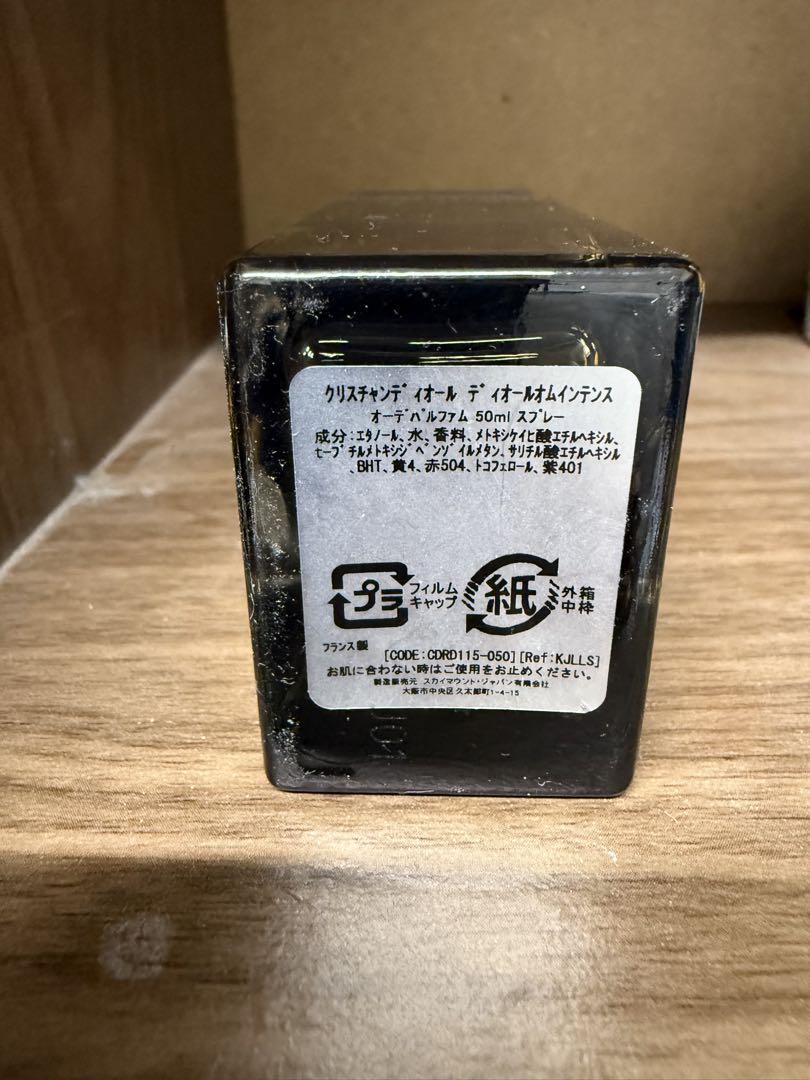 クリスチャンディオール ディオールオムインテンス
オーデパルファム 50ml スプレー
成分:エタノール、水、香料、メトキシケイヒ酸エチルヘキシル、
t-ブチルメトキシジベンゾイルメタン、サリチル酸エチルヘキシル
、BHT、黄4、赤504、トコフェロール、紫401
プラ
フィルム
キャップ
紙
外箱
中枠
フランス製
[CODE:CDRD115-050][Ref:KJLLS]
お肌に合わない時はご使用をお止めください。
製造販売元 スカイマウント・ジャパン有限会社
大阪市中央区久太郎町1-4-15